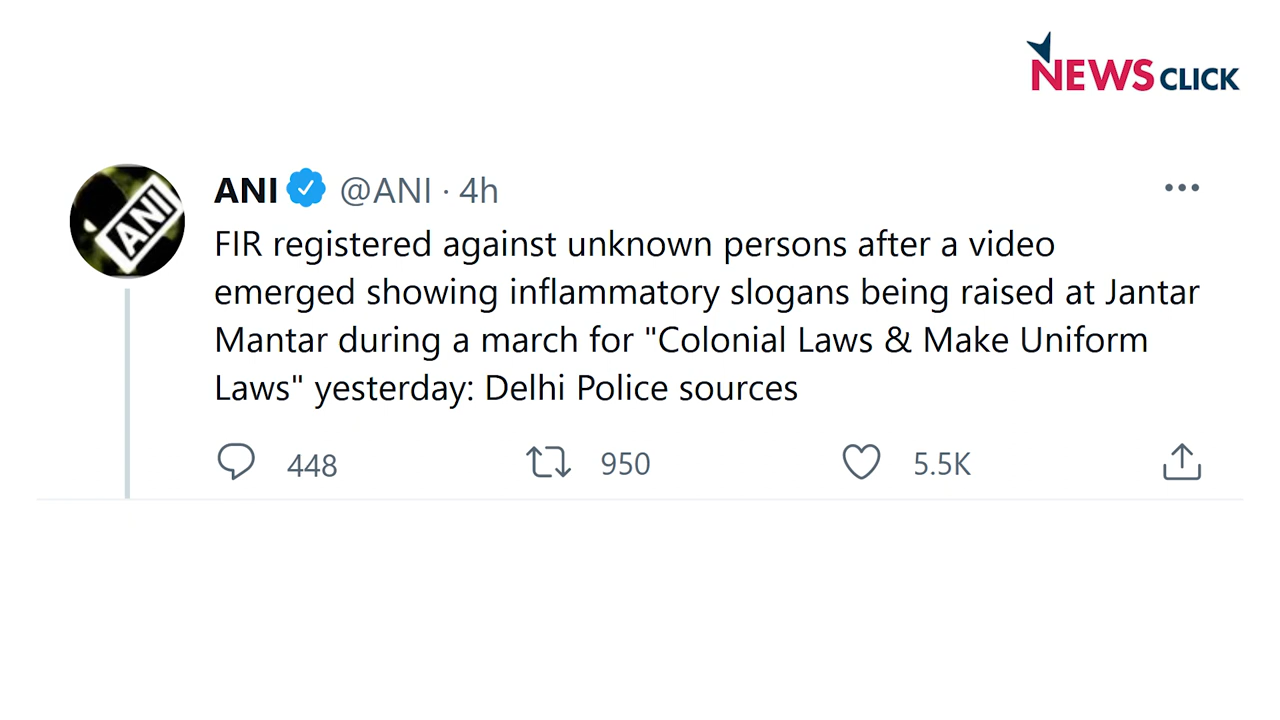 NEWSCLICK
ANI @ANI · 4h
ANI
FIR registered against unknown persons after a video
emerged showing inflammatory slogans being raised at Jantar
Mantar during a march for "Colonial Laws & Make Uniform
Laws" yesterday: Delhi Police sources
448 950 5.5K